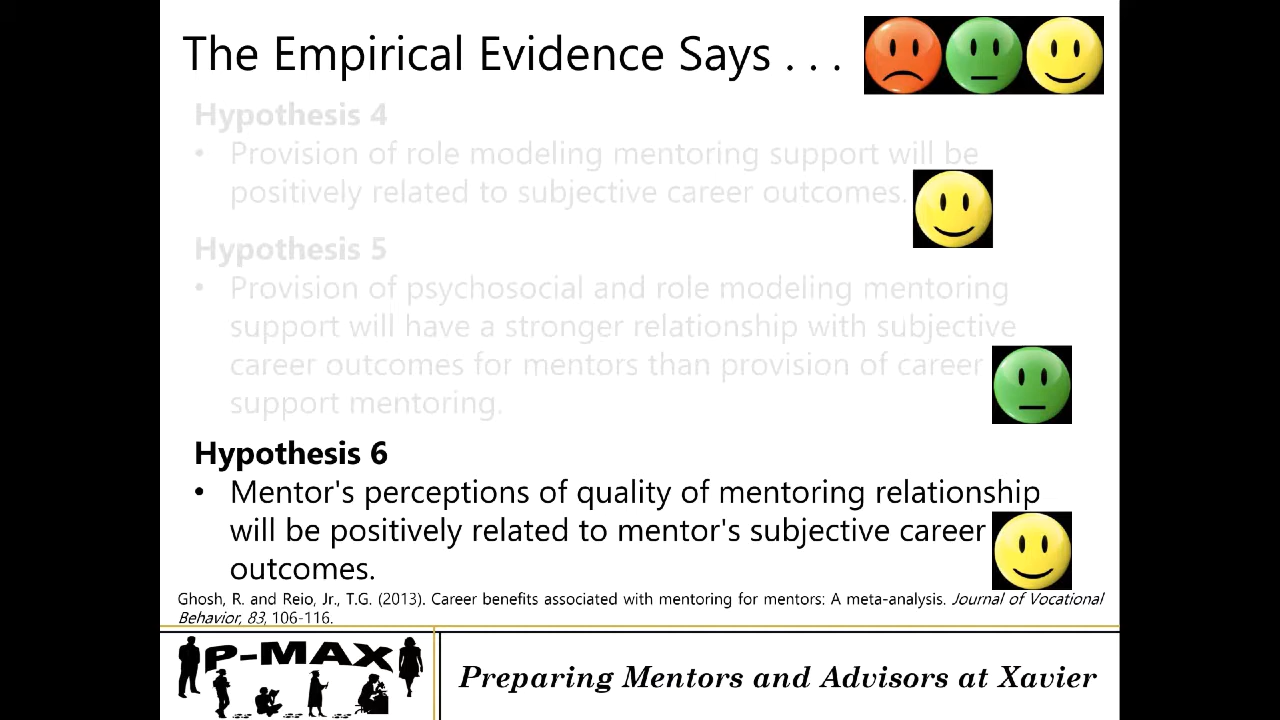 The Empirical Evidence Says . . .
Hypothesis 4
• Provision of role modeling mentoring support will be
positively related to subjective career outcomes.
Hypothesis 5
• Provision of psychosocial and role modeling mentoring
support will have a stronger relationship with subjective
career outcomes for mentors than provision of career
support mentoring.
Hypothesis 6
• Mentor's perceptions of quality of mentoring relationship
will be positively related to mentor's subjective career
outcomes.
Ghosh, R. and Reio, Jr., T.G. (2013). Career benefits associated with mentoring for mentors: A meta-analysis. Journal of Vocational
Behavior, 83, 106-116.
P-MAX
Preparing Mentors and Advisors at Xavier